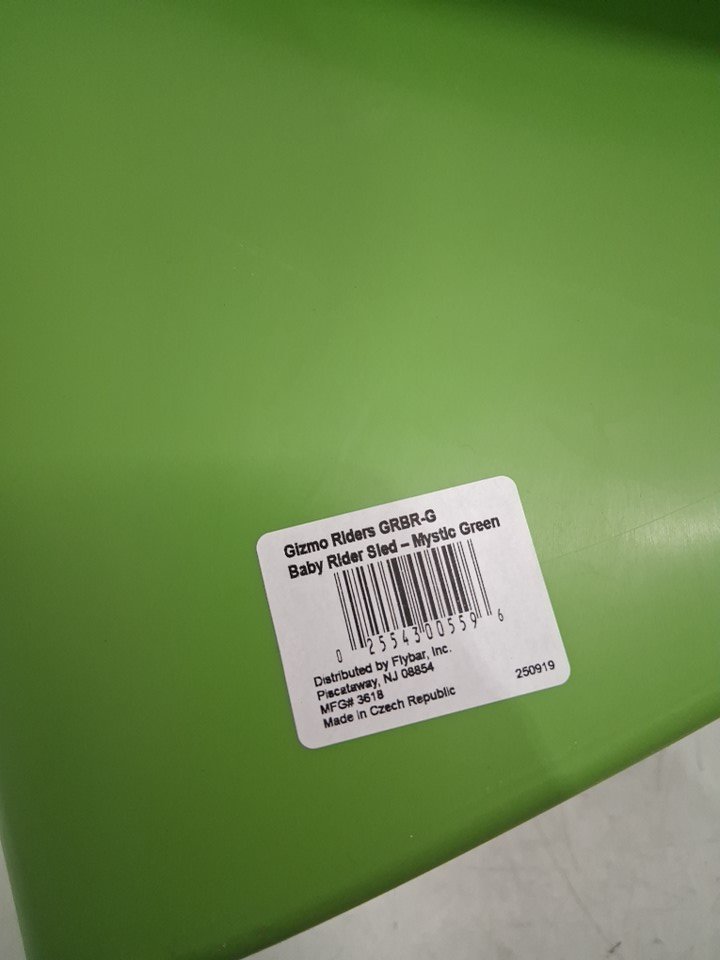 Gizmo Riders GRBR-G
Baby Rider Sled – Mystic Green
0 25543 00559 6
Distributed by Flybar, Inc.
Piscataway, NJ 08854
MFG# 3618
Made in Czech Republic
250919